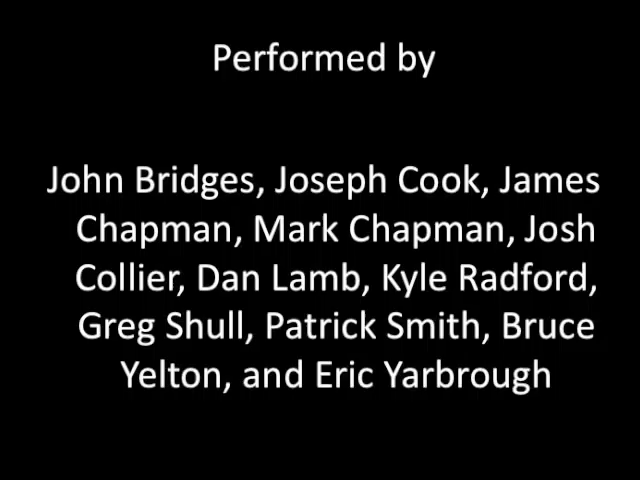 Performed by
John Bridges, Joseph Cook, James
Chapman, Mark Chapman, Josh
Collier, Dan Lamb, Kyle Radford,
Greg Shull, Patrick Smith, Bruce
Yelton, and Eric Yarbrough